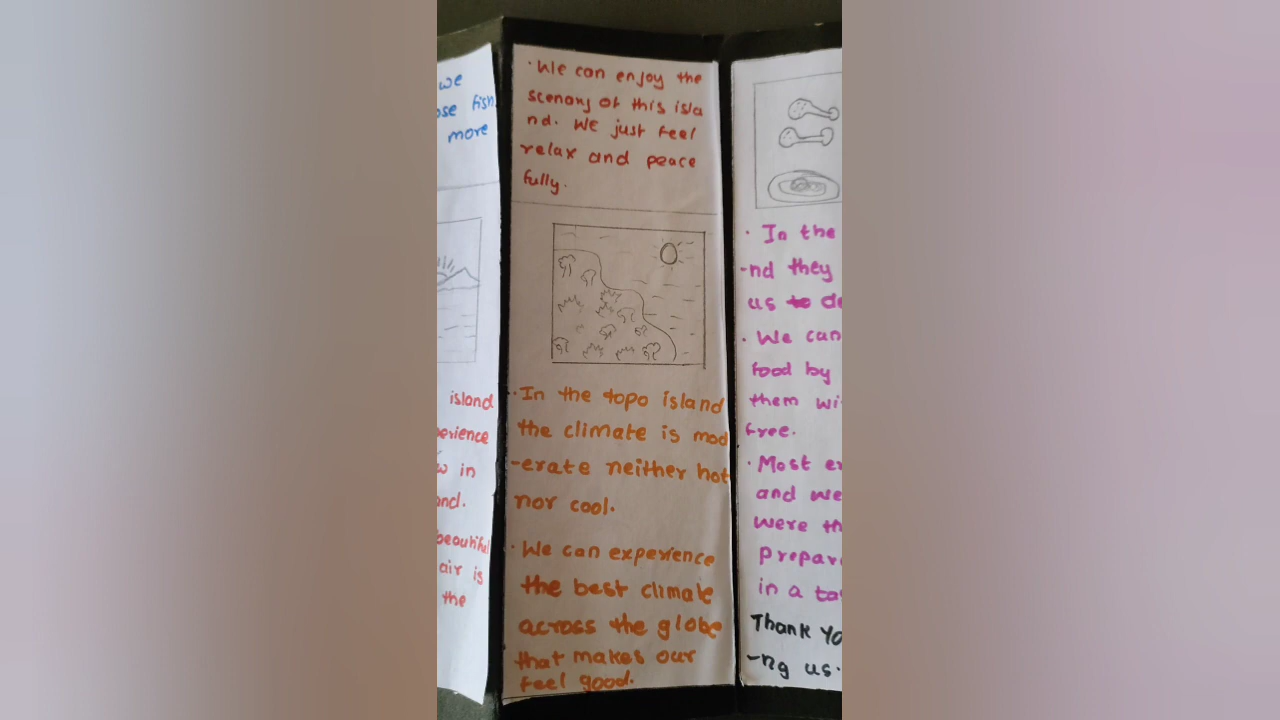 we
ose fish
more
island
perience
w in
and.
beautiful
air is
the
· We can enjoy the
scenary of this isla
nd. We just feel
relax and peace
fully.
· In the topo island
the climate is mod
-erate neither hot
nor cool.
· We can experience
the best climate
across the globe
that makes our
feel good.
· In the
-nd they
us to de
· We can
food by
them wi
free.
· Most en
and we
were th
prepar
in a ta
Thank Yo
-ng us.